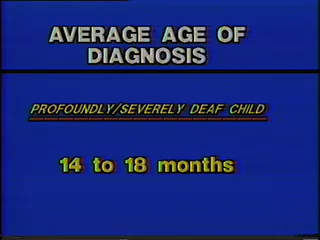 AVERAGE AGE OF
DIAGNOSIS
PROFOUNDLY/SEVERELY DEAF CHILD
14 to 18 months